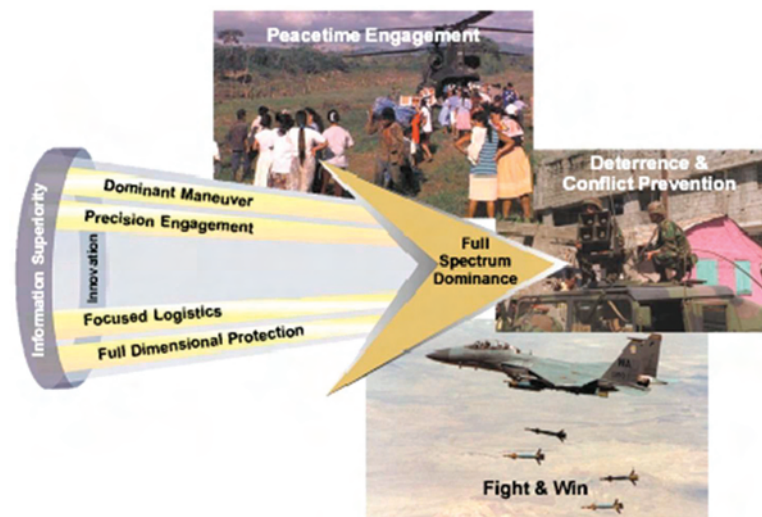 Peacetime Engagement
Deterrence &
Conflict Prevention
Information Superiority
Innovation
Dominant Maneuver
Precision Engagement
Focused Logistics
Full Dimensional Protection
Full
Spectrum
Dominance
Fight & Win